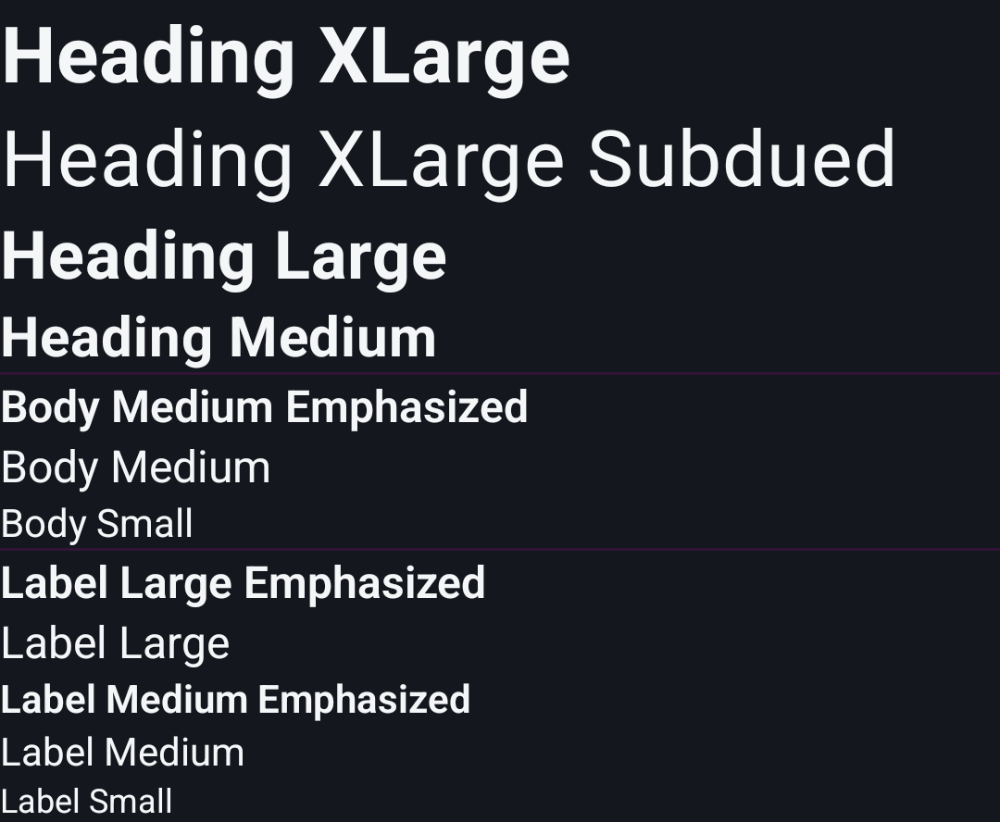 Heading XLarge
Heading XLarge Subdued
Heading Large
Heading Medium
Body Medium Emphasized
Body Medium
Body Small
Label Large Emphasized
Label Large
Label Medium Emphasized
Label Medium
Label Small